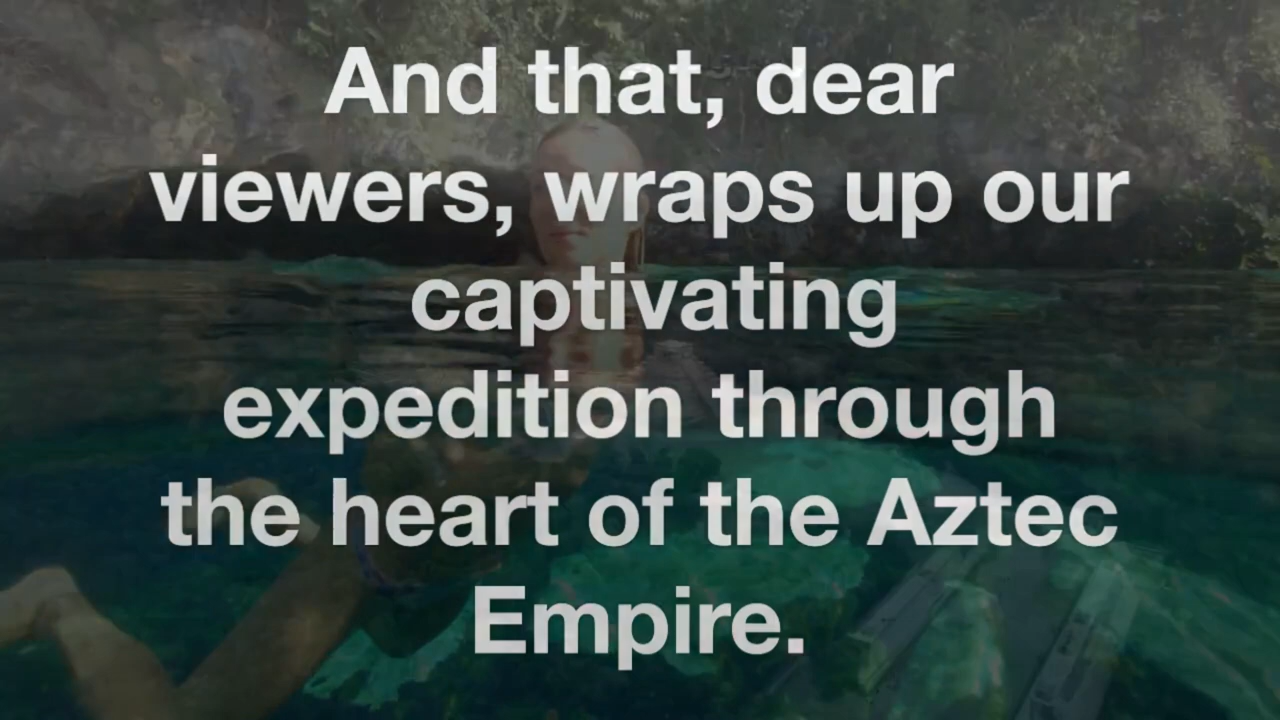 And that, dear
viewers, wraps up our
captivating
expedition through
the heart of the Aztec
Empire.